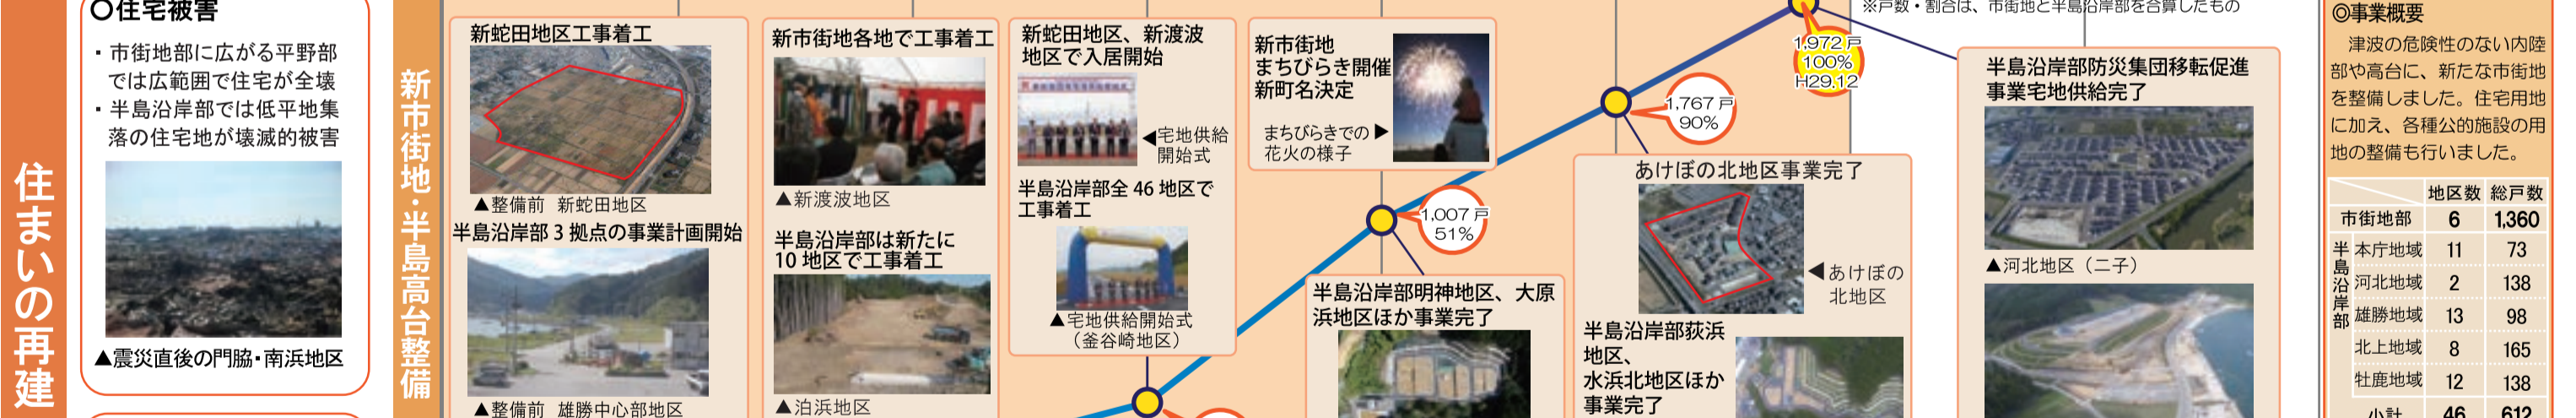 住まいの再建
〇住宅被害
・市街地部に広がる平野部
では広範囲で住宅が全壊
・半島沿岸部では低平地集
落の住宅地が壊滅的被害
▲震災直後の門脇・南浜地区
新市街地・半島高台整備
新蛇田地区工事着工
▲整備前 新蛇田地区
半島沿岸部３拠点の事業計画開始
▲整備前 雄勝中心部地区
新市街地各地で工事着工
▲新渡波地区
半島沿岸部は新たに
10 地区で工事着工
▲泊浜地区
新蛇田地区、新渡波
地区で入居開始
◀宅地供給
開始式
半島沿岸部全 46 地区で
工事着工
▲宅地供給開始式
（釜谷崎地区）
新市街地
まちびらき開催
新町名決定
まちびらきでの ▶
花火の様子
1,007 戸
51%
半島沿岸部明神地区、大原
浜地区ほか事業完了
1,767 戸
90%
あけぼの北地区事業完了
◀あけぼの
北地区
半島沿岸部荻浜
地区、
水浜北地区ほか
事業完了
※戸数・割合は、市街地と半島沿岸部を合算したもの
1,972 戸
100%
H29.12
半島沿岸部防災集団移転促進
事業宅地供給完了
▲河北地区（二子）
◎事業概要
津波の危険性のない内陸
部や高台に、新たな市街地
を整備しました。住宅用地
に加え、各種公的施設の用
地の整備も行いました。
地区数 総戸数
市街地部 6 1,360
半島沿岸部
本庁地域 11 73
河北地域 2 138
雄勝地域 13 98
北上地域 8 165
牡鹿地域 12 138
小計 46 612